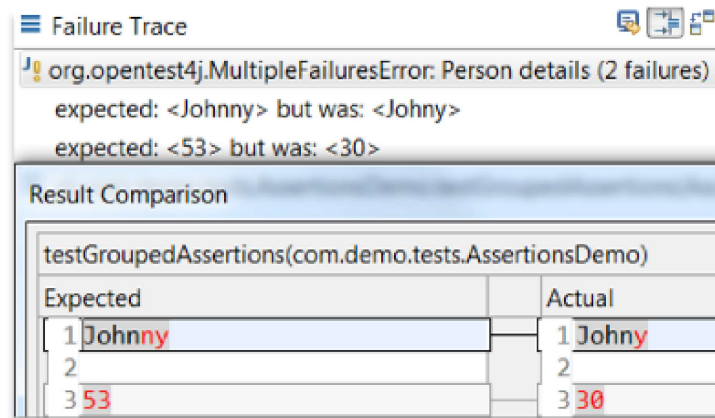 Failure Trace
org.opentest4j.MultipleFailuresError: Person details (2 failures)
expected: <Johnny> but was: <Johny>
expected: <53> but was: <30>
Result Comparison
testGroupedAssertions(com.demo.tests.AssertionsDemo)
Expected Actual
1 Johnny 1 Johny
2 2
3 53 3 30